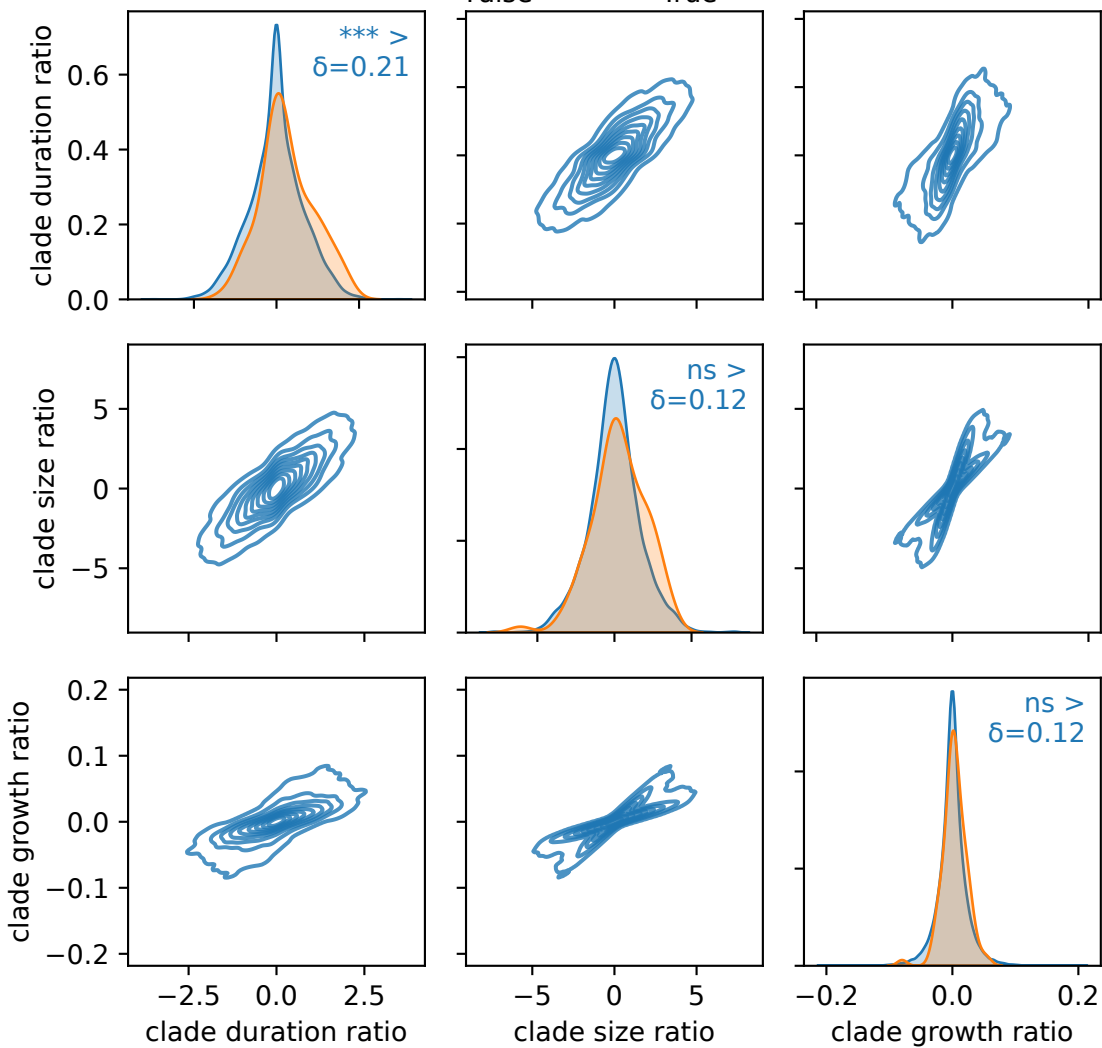 clade duration ratio
0.6
0.4
0.2
0.0
*** >
δ=0.21
clade size ratio
5
0
−5
ns >
δ=0.12
clade growth ratio
0.2
0.1
0.0
−0.1
−0.2
ns >
δ=0.12
−2.5 0.0 2.5
clade duration ratio
−5 0 5
clade size ratio
−0.2 0.0 0.2
clade growth ratio